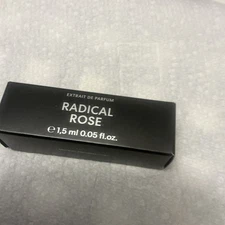 EXTRAIT DE PARFUM
RADICAL
ROSE
℮ 1,5 ml 0.05 fl.oz.